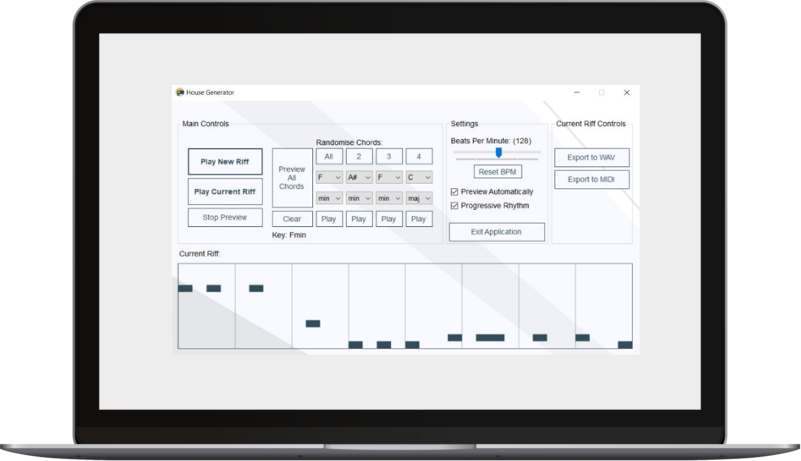 House Generator
Main Controls
Play New Riff
Play Current Riff
Stop Preview
Preview All Chords
Clear
Key: Fmin
Randomise Chords:
All 2 3 4
F A# F C
min min min maj
Play Play Play Play
Settings
Beats Per Minute: (128)
Reset BPM
Preview Automatically
Progressive Rhythm
Exit Application
Current Riff Controls
Export to WAV
Export to MIDI
Current Riff: